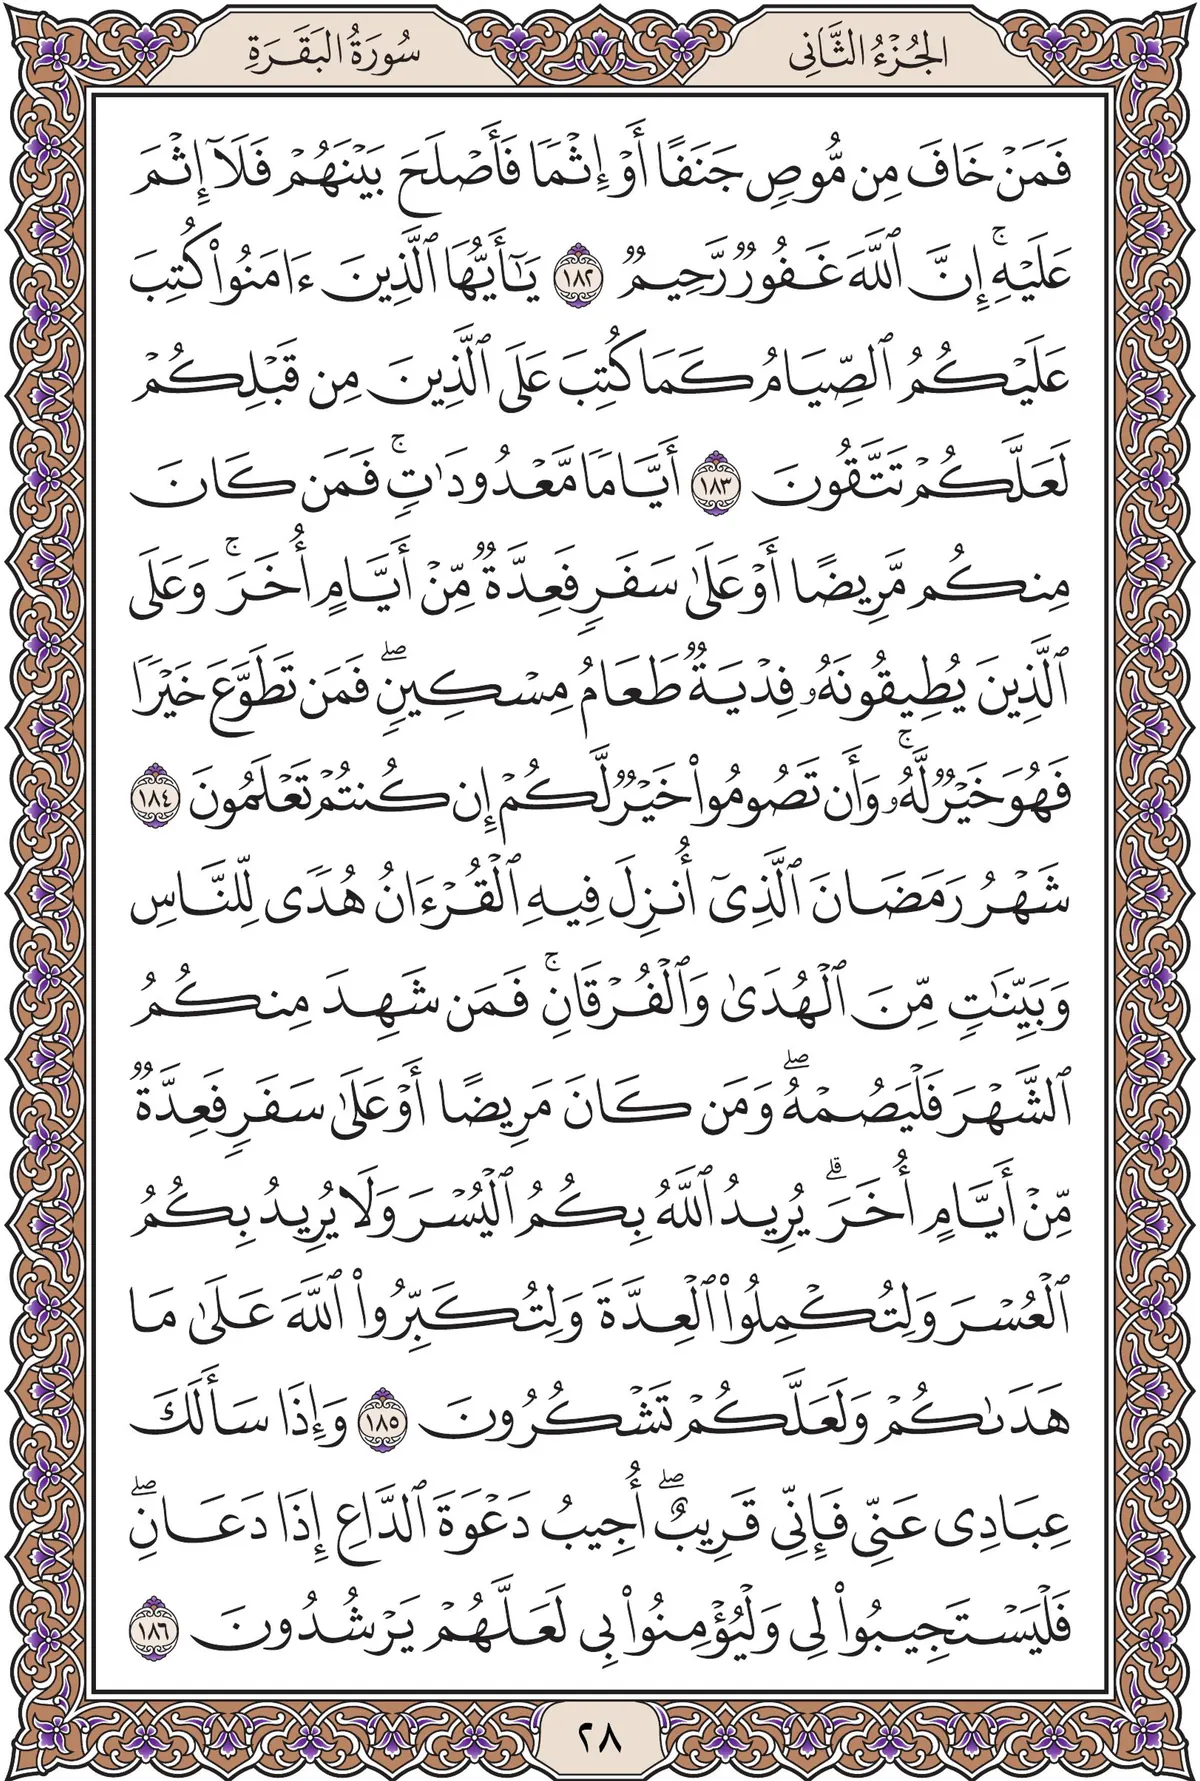 الجُزْءُ الثَّانِي
سُورَةُ البَقَرَةِ
فَمَنْ خَافَ مِن مُّوصٍ جَنَفًا أَوْ إِثْمًا فَأَصْلَحَ بَيْنَهُمْ فَلَآ إِثْمَ
عَلَيْهِۚ إِنَّ ٱللَّهَ غَفُورٌ رَّحِيمٌ ١٨٢ يَـٰٓأَيُّهَا ٱلَّذِينَ ءَامَنُوا۟ كُتِبَ
عَلَيْكُمُ ٱلصِّيَامُ كَمَا كُتِبَ عَلَى ٱلَّذِينَ مِن قَبْلِكُمْ
لَعَلَّكُمْ تَتَّقُونَ ١٨٣ أَيَّامًا مَّعْدُودَٰتٍۚ فَمَن كَانَ
مِنكُم مَّرِيضًا أَوْ عَلَىٰ سَفَرٍ فَعِدَّةٌ مِّنْ أَيَّامٍ أُخَرَۚ وَعَلَى
ٱلَّذِينَ يُطِيقُونَهُۥ فِدْيَةٌ طَعَامُ مِسْكِينٍۖ فَمَن تَطَوَّعَ خَيْرًا
فَهُوَ خَيْرٌ لَّهُۥۚ وَأَن تَصُومُوا۟ خَيْرٌ لَّكُمْ إِن كُنتُمْ تَعْلَمُونَ ١٨٤
شَهْرُ رَمَضَانَ ٱلَّذِىٓ أُنزِلَ فِيهِ ٱلْقُرْءَانُ هُدًى لِّلنَّاسِ
وَبَيِّنَـٰتٍ مِّنَ ٱلْهُدَىٰ وَٱلْفُرْقَانِۚ فَمَن شَهِدَ مِنكُمُ
ٱلشَّهْرَ فَلْيَصُمْهُۖ وَمَن كَانَ مَرِيضًا أَوْ عَلَىٰ سَفَرٍ فَعِدَّةٌ
مِّنْ أَيَّامٍ أُخَرَۗ يُرِيدُ ٱللَّهُ بِكُمُ ٱلْيُسْرَ وَلَا يُرِيدُ بِكُمُ
ٱلْعُسْرَ وَلِتُكْمِلُوا۟ ٱلْعِدَّةَ وَلِتُكَبِّرُوا۟ ٱللَّهَ عَلَىٰ مَا
هَدَىٰكُمْ وَلَعَلَّكُمْ تَشْكُرُونَ ١٨٥ وَإِذَا سَأَلَكَ
عِبَادِى عَنِّى فَإِنِّى قَرِيبٌۖ أُجِيبُ دَعْوَةَ ٱلدَّاعِ إِذَا دَعَانِۖ
فَلْيَسْتَجِيبُوا۟ لِى وَلْيُؤْمِنُوا۟ بِى لَعَلَّهُمْ يَرْشُدُونَ ١٨٦
٢٨